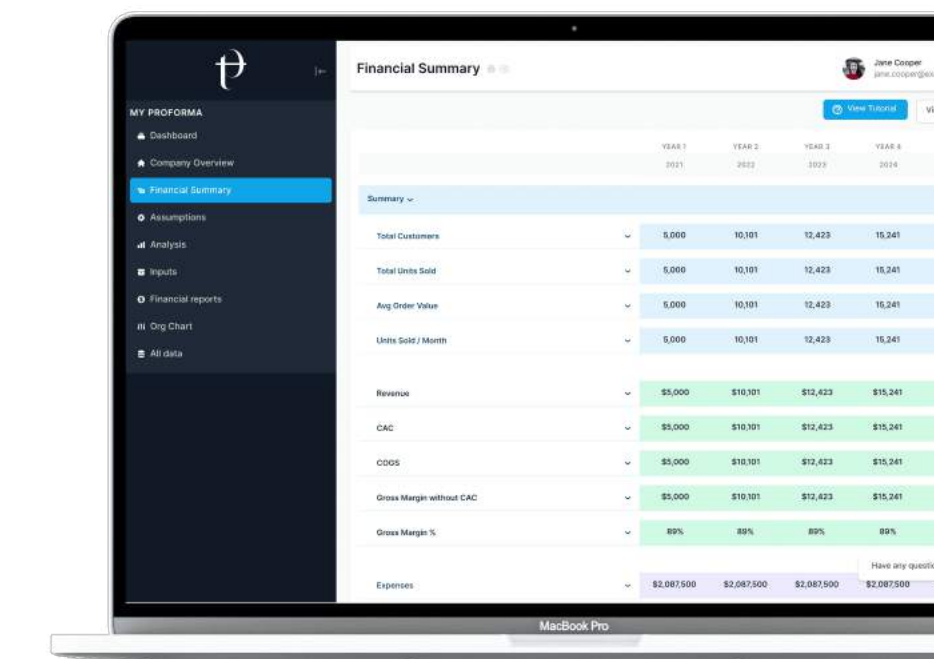 Financial Summary
Jane Cooper
jane.cooper@ex
View Tutorial
Vi
MY PROFORMA
Dashboard
Company Overview
Financial Summary
Assumptions
Analysis
Inputs
Financial reports
Org Chart
All data
YEAR 1 YEAR 2 YEAR 3 YEAR 4
2021 2022 2023 2024
Summary
Total Customers 5,000 10,101 12,423 15,241
Total Units Sold 5,000 10,101 12,423 15,241
Avg Order Value 5,000 10,101 12,423 15,241
Units Sold / Month 5,000 10,101 12,423 15,241
Revenue $5,000 $10,101 $12,423 $15,241
CAC $5,000 $10,101 $12,423 $15,241
COGS $5,000 $10,101 $12,423 $15,241
Gross Margin without CAC $5,000 $10,101 $12,423 $15,241
Gross Margin % 89% 89% 89% 89%
Have any questio
Expenses $2,087,500 $2,087,500 $2,087,500 $2,087,500
MacBook Pro